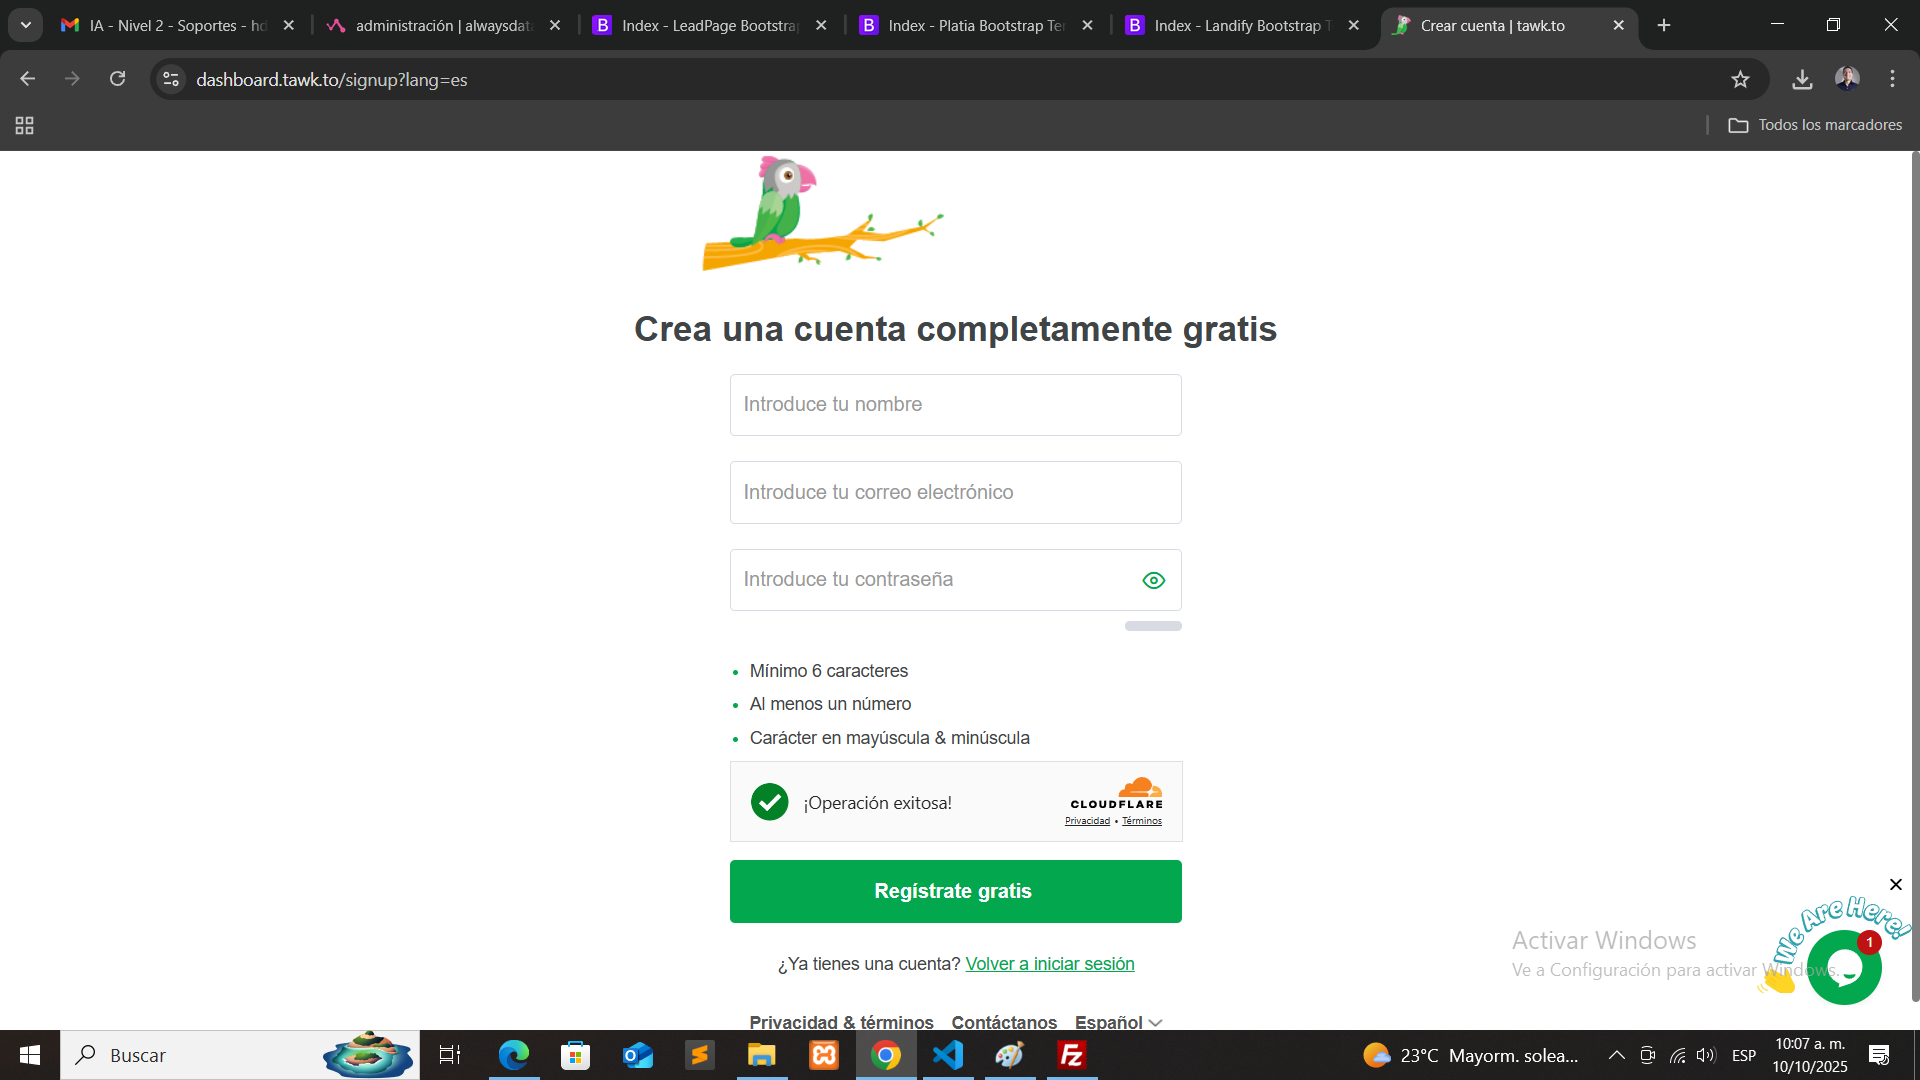 IA - Nivel 2 - Soportes - hd
administración | alwaysdat
Index - LeadPage Bootstra
Index - Platia Bootstrap Te
Index - Landify Bootstrap T
Crear cuenta | tawk.to
dashboard.tawk.to/signup?lang=es
Todos los marcadores
Crea una cuenta completamente gratis
Introduce tu nombre
Introduce tu correo electrónico
Introduce tu contraseña
Mínimo 6 caracteres
Al menos un número
Carácter en mayúscula & minúscula
¡Operación exitosa!
CLOUDFLARE
Privacidad • Términos
Regístrate gratis
We Are Here!
1
Activar Windows
Ve a Configuración para activar Windows.
¿Ya tienes una cuenta? Volver a iniciar sesión
Privacidad & términos Contáctanos Español
Buscar
23°C Mayorm. solea...
ESP
10:07 a. m.
10/10/2025